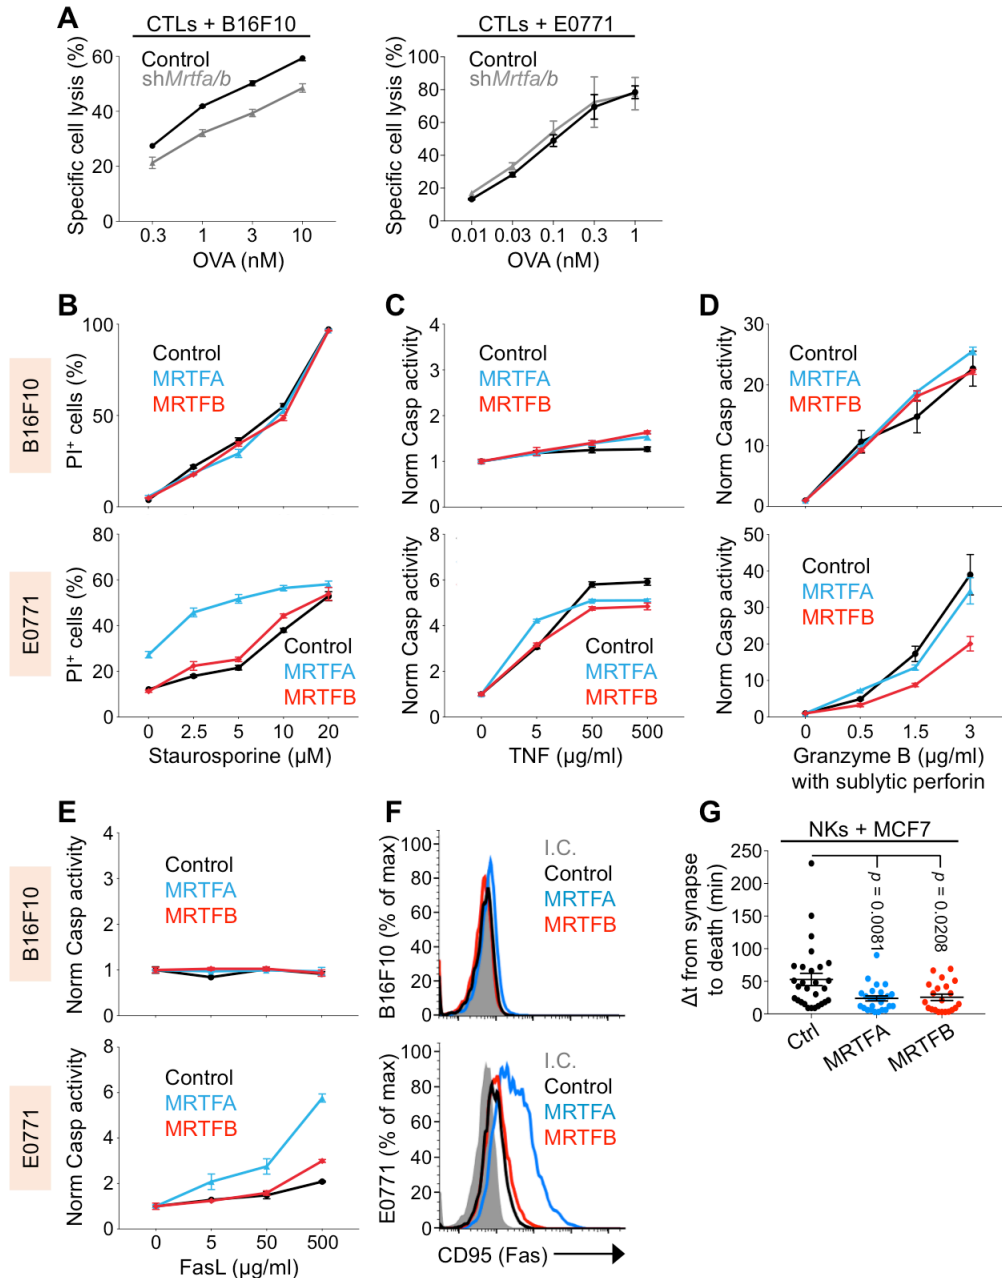 A
CTLs + B16F10
Control
shMrtfa/b
Specific cell lysis (%)
60
40
20
0
0.3 1 3 10
OVA (nM)
CTLs + E0771
Control
shMrtfa/b
Specific cell lysis (%)
100
80
60
40
20
0
0.01 0.03 0.1 0.3 1
OVA (nM)
B16F10
E0771
B
Control
MRTFA
MRTFB
PI⁺ cells (%)
100
50
0
Control
MRTFA
MRTFB
PI⁺ cells (%)
80
60
40
20
0
0 2.5 5 10 20
Staurosporine (µM)
C
Control
MRTFA
MRTFB
Norm Casp activity
4
3
2
1
0
Control
MRTFA
MRTFB
Norm Casp activity
8
6
4
2
0
0 5 50 500
TNF (µg/ml)
D
Control
MRTFA
MRTFB
Norm Casp activity
30
20
10
0
Control
MRTFA
MRTFB
Norm Casp activity
50
40
30
20
10
0
0 0.5 1.5 3
Granzyme B (µg/ml)
with sublytic perforin
B16F10
E0771
E
Control
MRTFA
MRTFB
Norm Casp activity
4
3
2
1
0
Control
MRTFA
MRTFB
Norm Casp activity
8
6
4
2
0
0 5 50 500
FasL (µg/ml)
F
I.C.
Control
MRTFA
MRTFB
B16F10 (% of max)
100
80
60
40
20
0
I.C.
Control
MRTFA
MRTFB
E0771 (% of max)
100
80
60
40
20
0
CD95 (Fas)
G
NKs + MCF7
p = 0.0081
p = 0.0208
Δt from synapse
to death (min)
250
200
150
100
50
0
Ctrl
MRTFA
MRTFB